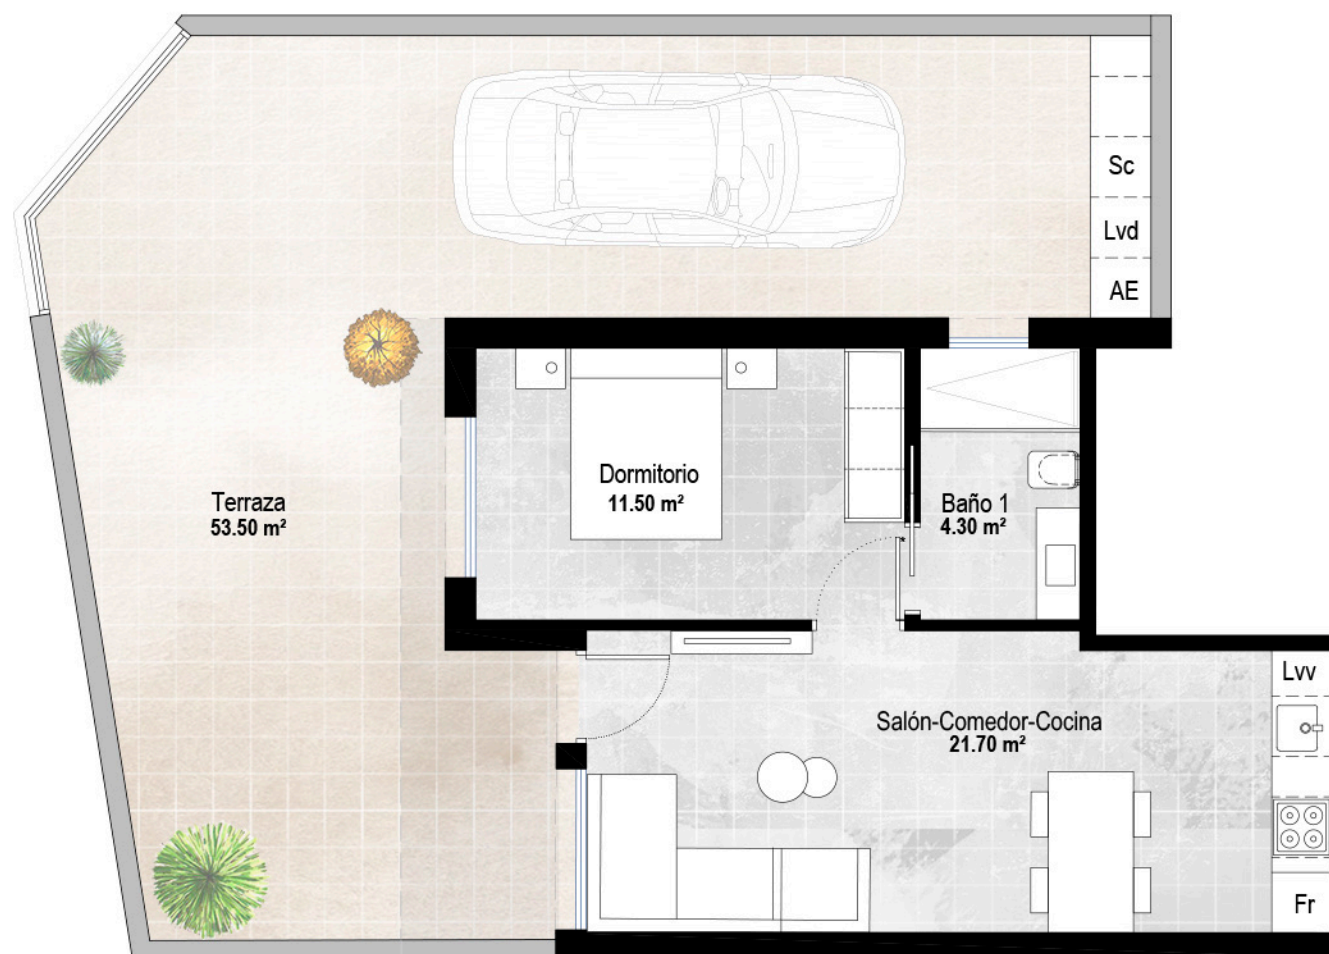 Sc
Lvd
AE
Dormitorio
11.50 m²
Terraza
53.50 m²
Baño 1
4.30 m²
Lvv
Salón-Comedor-Cocina
21.70 m²
Fr